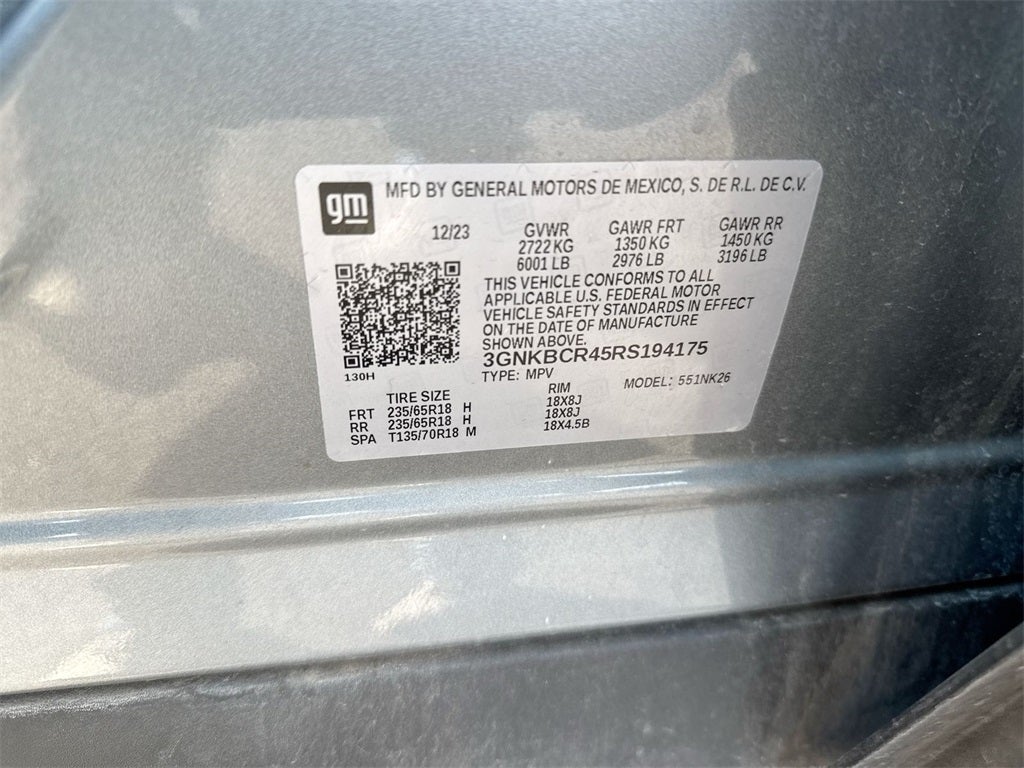 gm
MFD BY GENERAL MOTORS DE MEXICO, S. DE R.L. DE C.V.
12/23 GVWR GAWR FRT GAWR RR
2722 KG 1350 KG 1450 KG
6001 LB 2976 LB 3196 LB
THIS VEHICLE CONFORMS TO ALL
APPLICABLE U.S. FEDERAL MOTOR
VEHICLE SAFETY STANDARDS IN EFFECT
ON THE DATE OF MANUFACTURE
SHOWN ABOVE.
3GNKBCR45RS194175
130H
TYPE: MPV MODEL: 551NK26
TIRE SIZE RIM
FRT 235/65R18 H 18X8J
RR 235/65R18 H 18X8J
SPA T135/70R18 M 18X4.5B